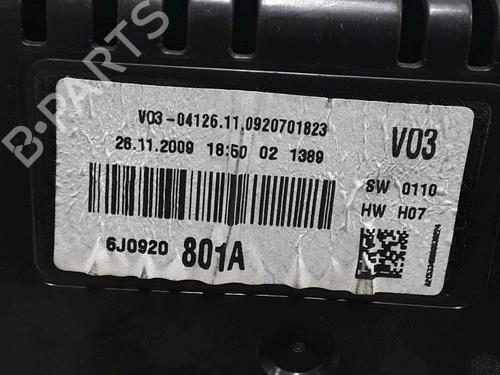 V03-04126.11.0920701823
26.11.2009 18:50 02 1389
V03
SW 0110
HW H07
6J0920 801A
B-PARTS